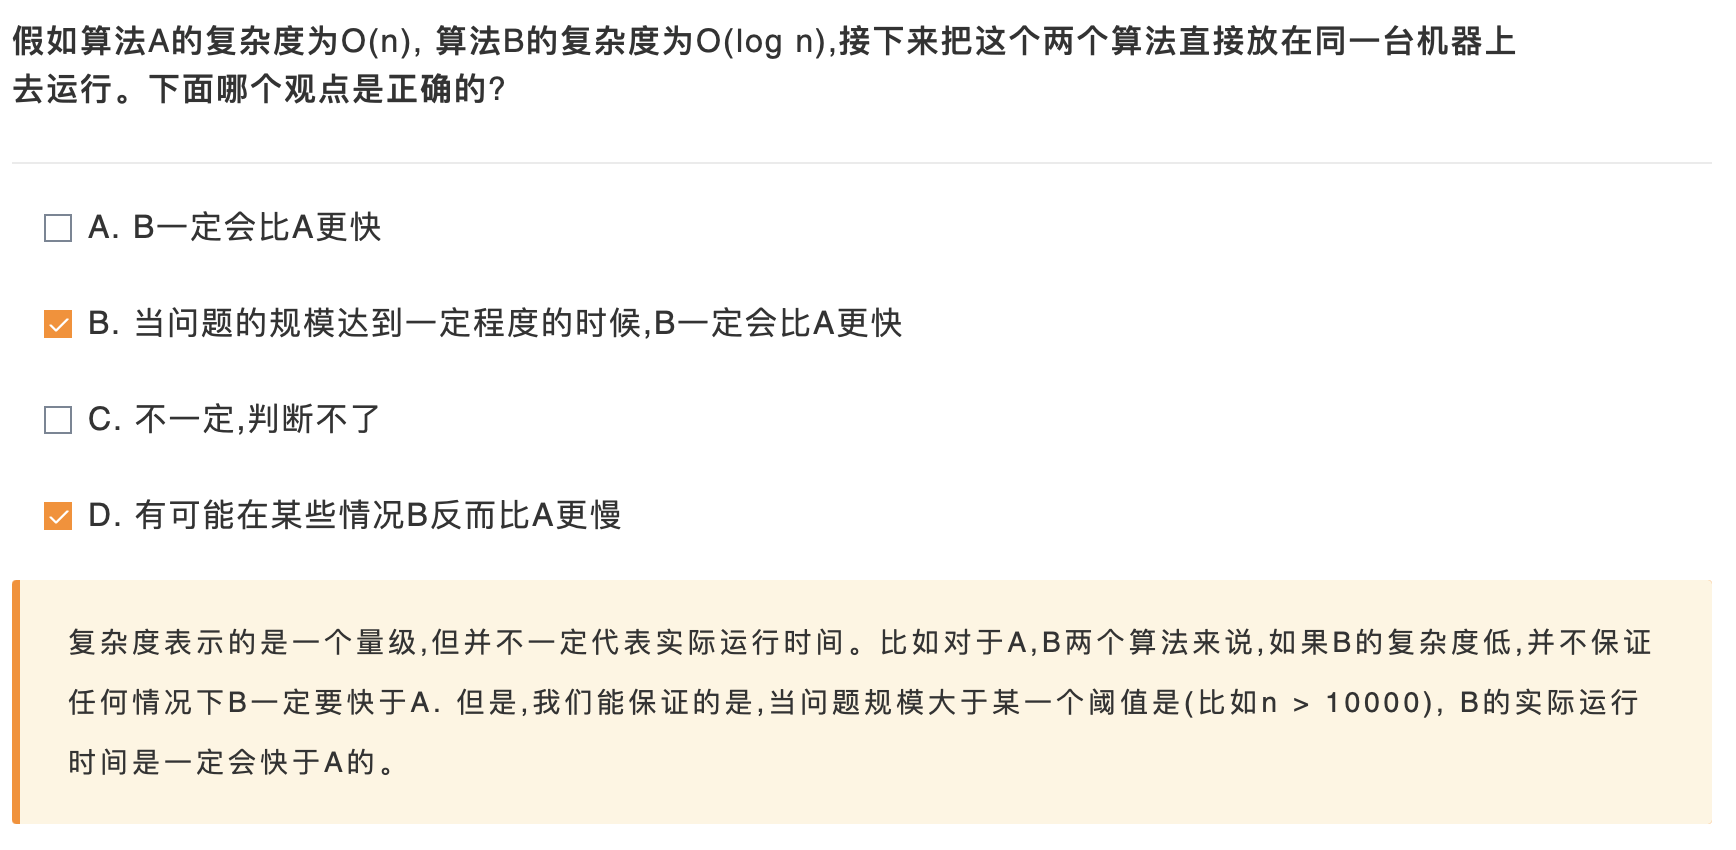 假如算法A的复杂度为O(n), 算法B的复杂度为O(log n),接下来把这个两个算法直接放在同一台机器上
去运行。下面哪个观点是正确的?
A. B一定会比A更快
B. 当问题的规模达到一定程度的时候,B一定会比A更快
C. 不一定,判断不了
D. 有可能在某些情况B反而比A更慢
复杂度表示的是一个量级,但并不一定代表实际运行时间。比如对于A,B两个算法来说,如果B的复杂度低,并不保证
任何情况下B一定要快于A. 但是,我们能保证的是,当问题规模大于某一个阈值是(比如n > 10000), B的实际运行
时间是一定会快于A的。